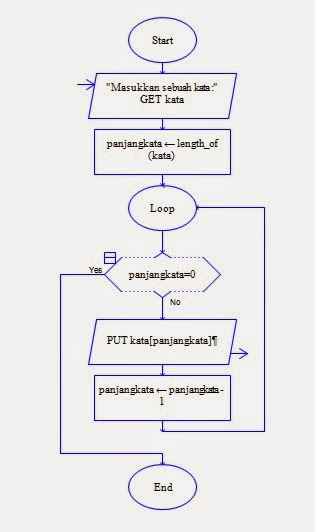 Start
"Masukkan sebuah kata:"
GET kata
panjangkata ← length_of
(kata)
Loop
panjangkata=0
Yes
No
PUT kata[panjangkata]¶
panjangkata ← panjangkata -
1
End